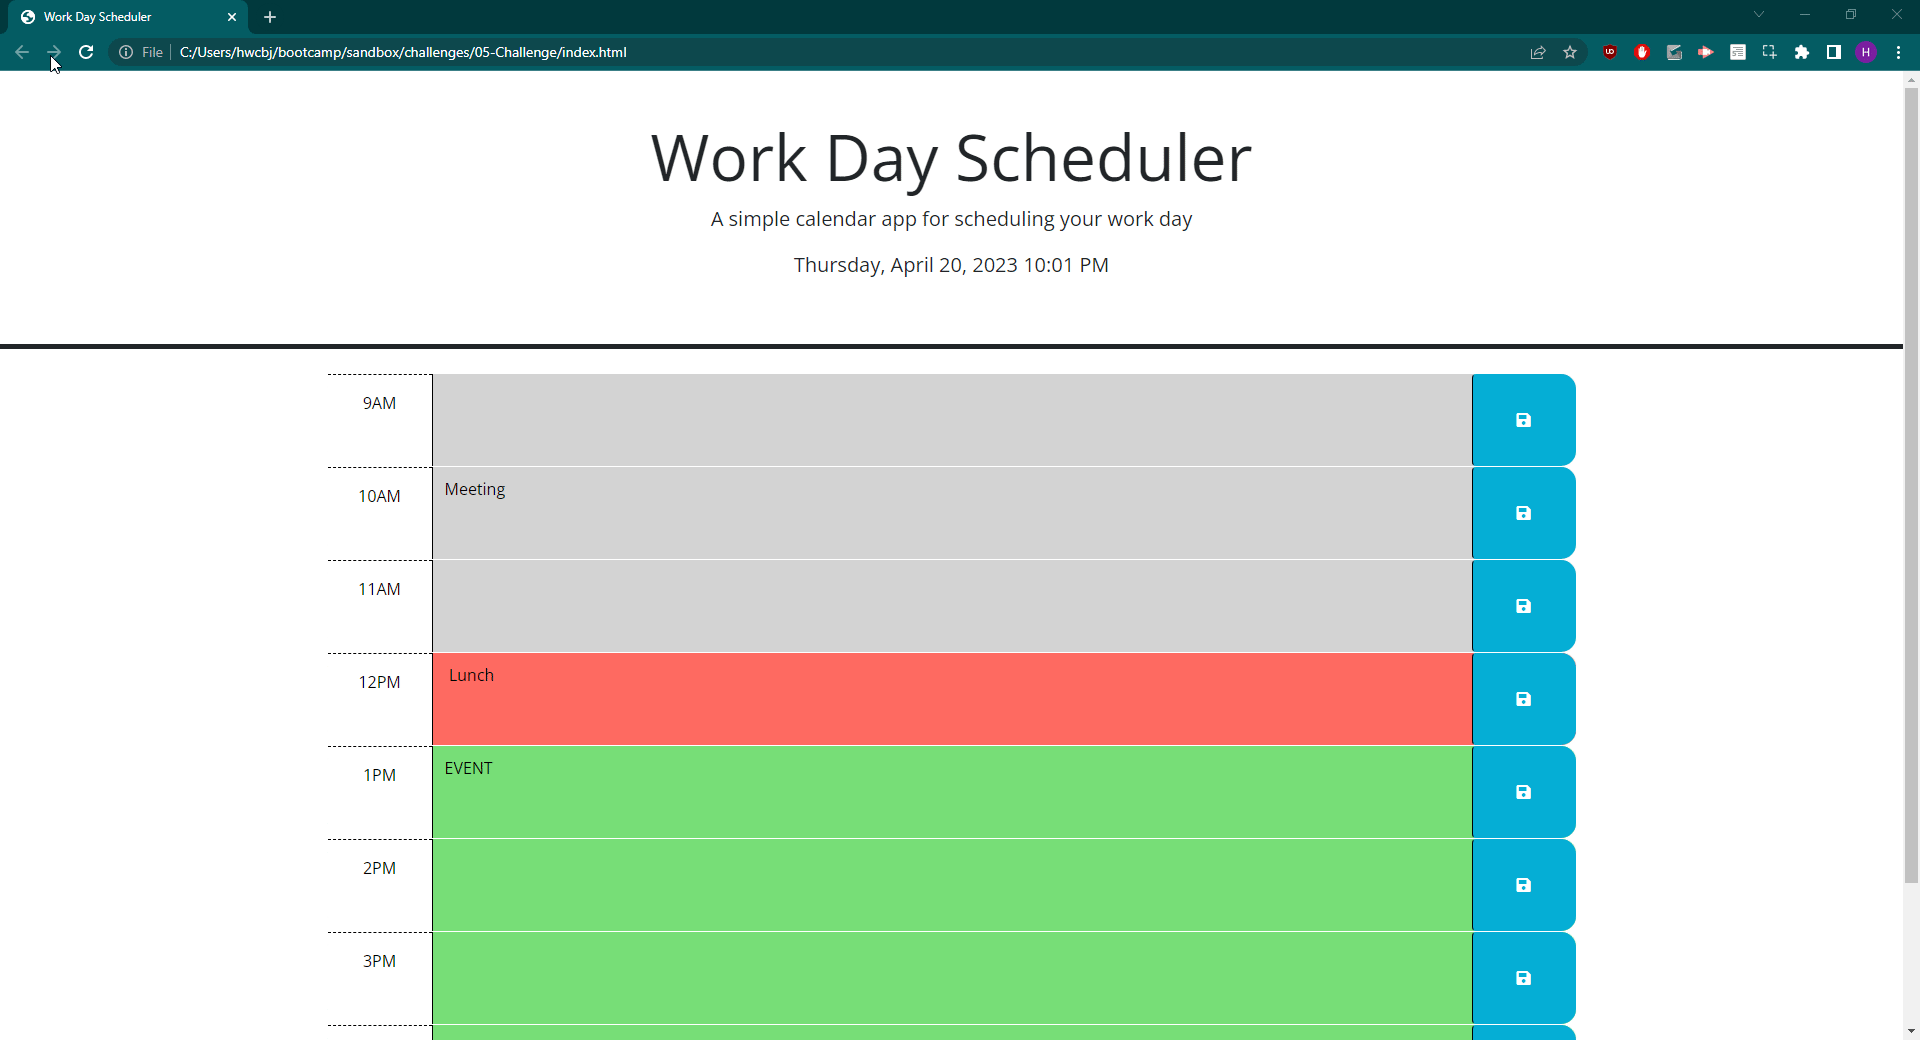 Work Day Scheduler
File C:/Users/hwcbj/bootcamp/sandbox/challenges/05-Challenge/index.html
H
Work Day Scheduler
A simple calendar app for scheduling your work day
Thursday, April 20, 2023 10:01 PM
9AM
10AM Meeting
11AM
12PM Lunch
1PM EVENT
2PM
3PM